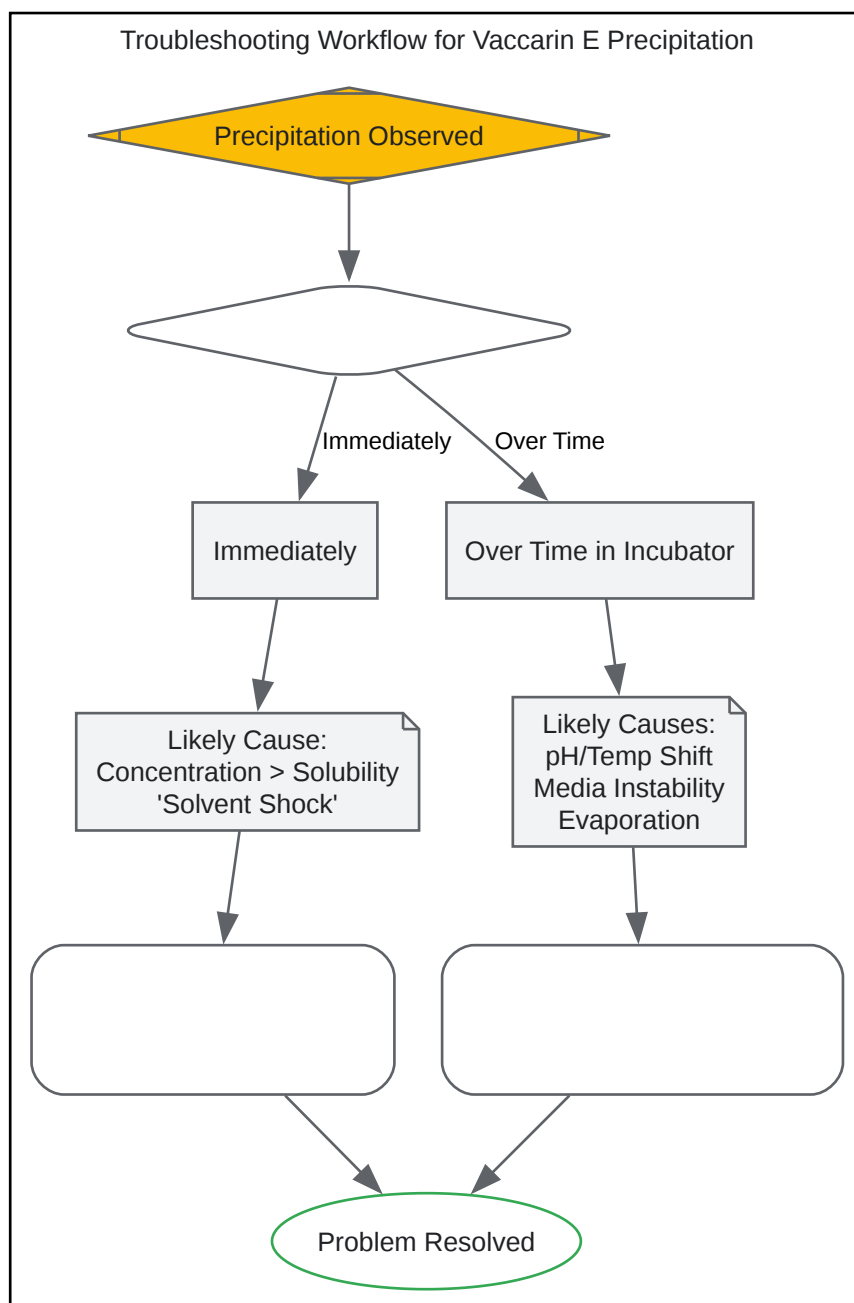 Troubleshooting Workflow for Vaccarin E Precipitation
Precipitation Observed
Immediately
Over Time
Immediately
Over Time in Incubator
Likely Cause:
Concentration > Solubility
'Solvent Shock'
Likely Causes:
pH/Temp Shift
Media Instability
Evaporation
Problem Resolved